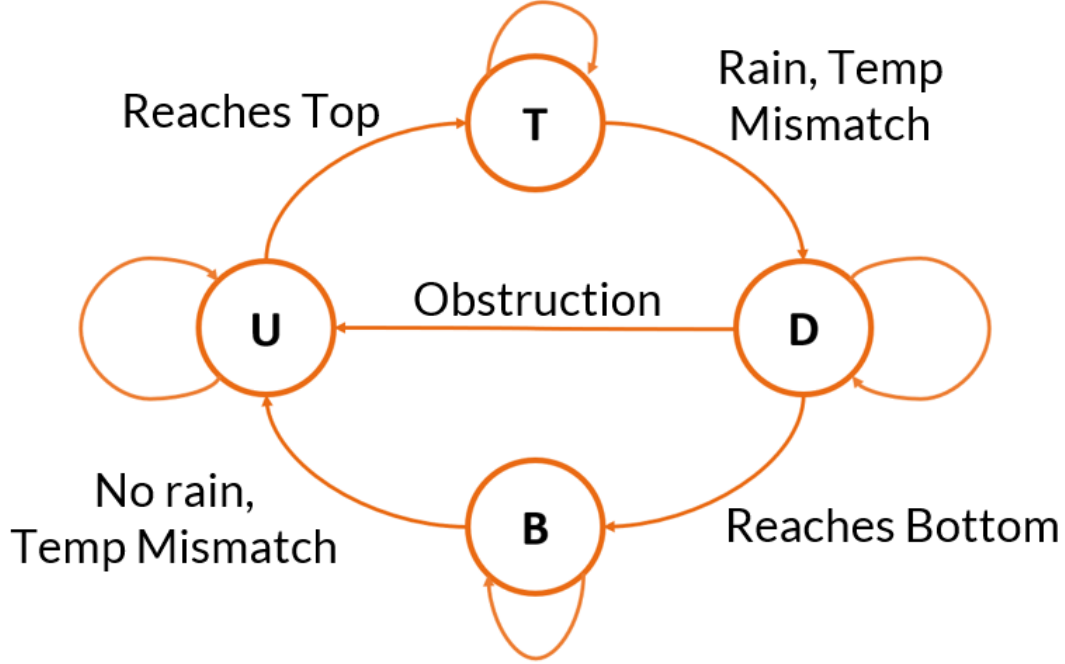 Rain, Temp
Mismatch
Reaches Top
T
Obstruction
U
D
No rain,
Temp Mismatch
B
Reaches Bottom